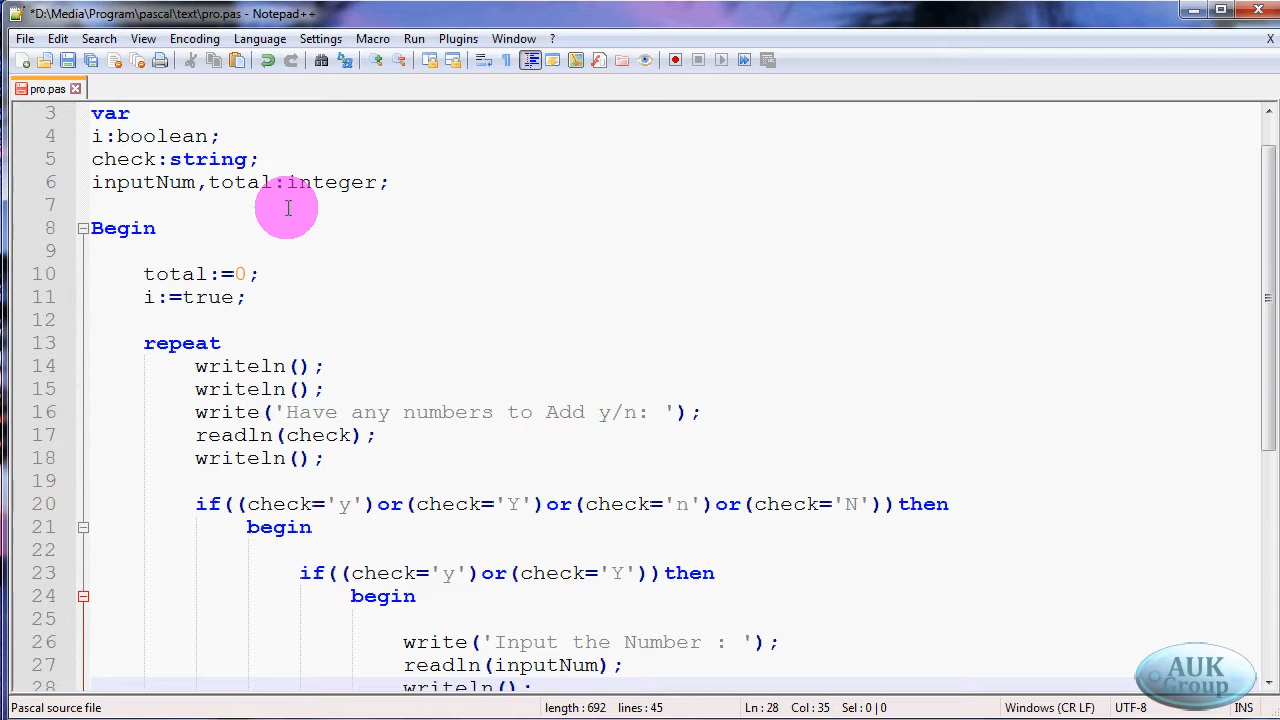 *D:\Media\Program\pascal\text\pro.pas - Notepad++
File Edit Search View Encoding Language Settings Macro Run Plugins Window ? X
pro.pas
3 var
4 i:boolean;
5 check:string;
6 inputNum,total:integer;
7
8 Begin
9
10 total:=0;
11 i:=true;
12
13 repeat
14 writeln();
15 writeln();
16 write('Have any numbers to Add y/n: ');
17 readln(check);
18 writeln();
19
20 if((check='y')or(check='Y')or(check='n')or(check='N'))then
21 begin
22
23 if((check='y')or(check='Y'))then
24 begin
25
26 write('Input the Number : ');
27 readln(inputNum);
28 writeln();
AUK
Group
Pascal source file length : 692 lines : 45 Ln : 28 Col : 35 Sel : 0 | 0 Windows (CR LF) UTF-8 INS